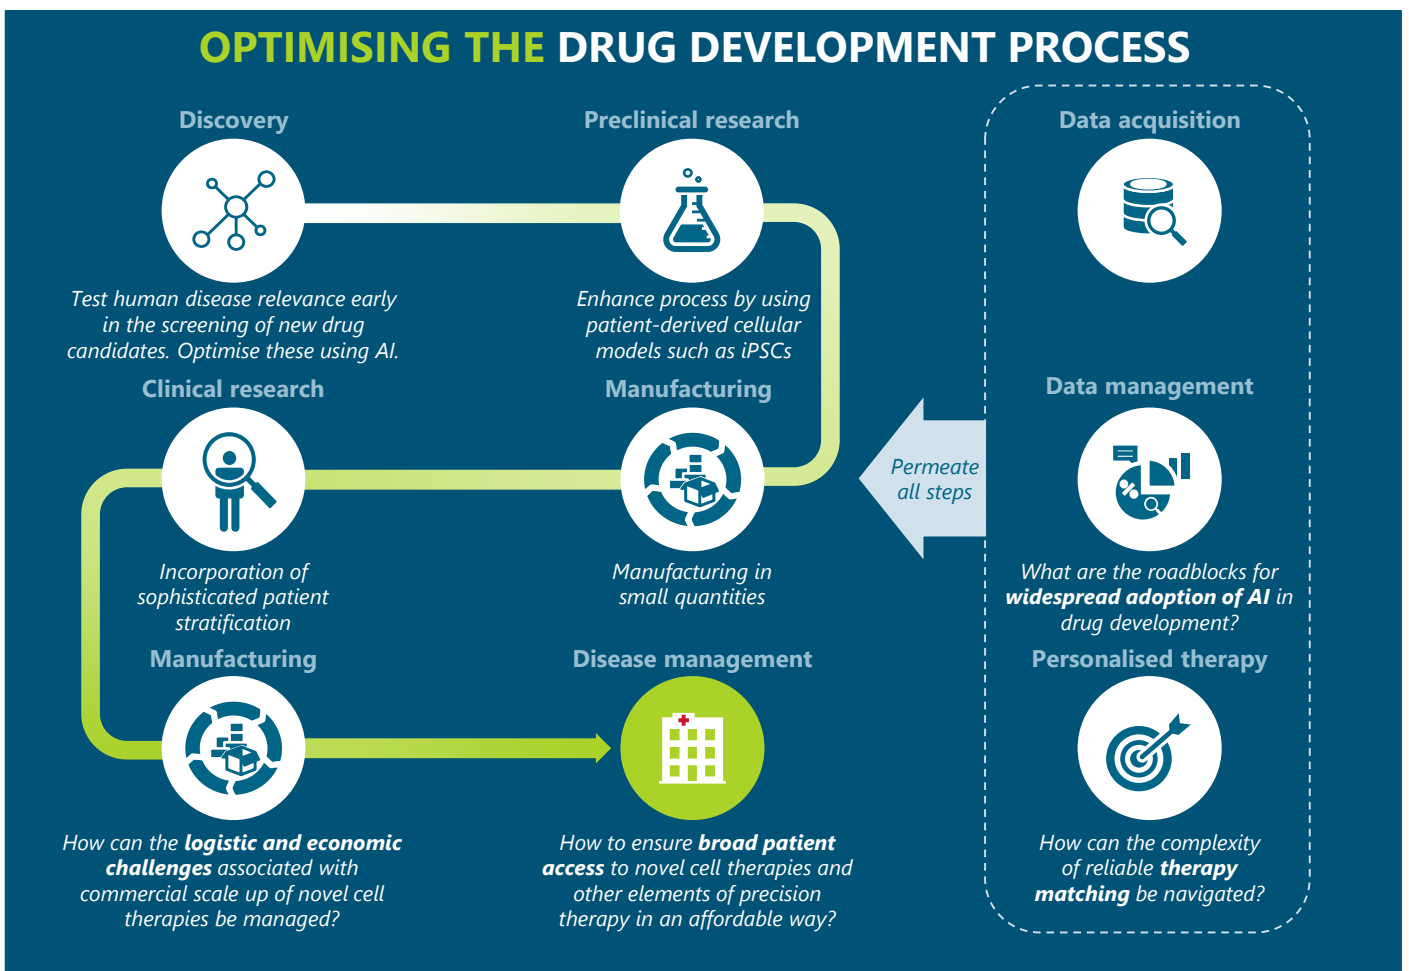 OPTIMISING THE DRUG DEVELOPMENT PROCESS
Discovery
Test human disease relevance early
in the screening of new drug
candidates. Optimise these using AI.
Preclinical research
Enhance process by using
patient-derived cellular
models such as iPSCs
Manufacturing
Manufacturing in
small quantities
Clinical research
Incorporation of
sophisticated patient
stratification
Manufacturing
How can the logistic and economic
challenges associated with
commercial scale up of novel cell
therapies be managed?
Disease management
How to ensure broad patient
access to novel cell therapies and
other elements of precision
therapy in an affordable way?
Permeate
all steps
Data acquisition
Data management
%
What are the roadblocks for
widespread adoption of AI in
drug development?
Personalised therapy
How can the complexity
of reliable therapy
matching be navigated?